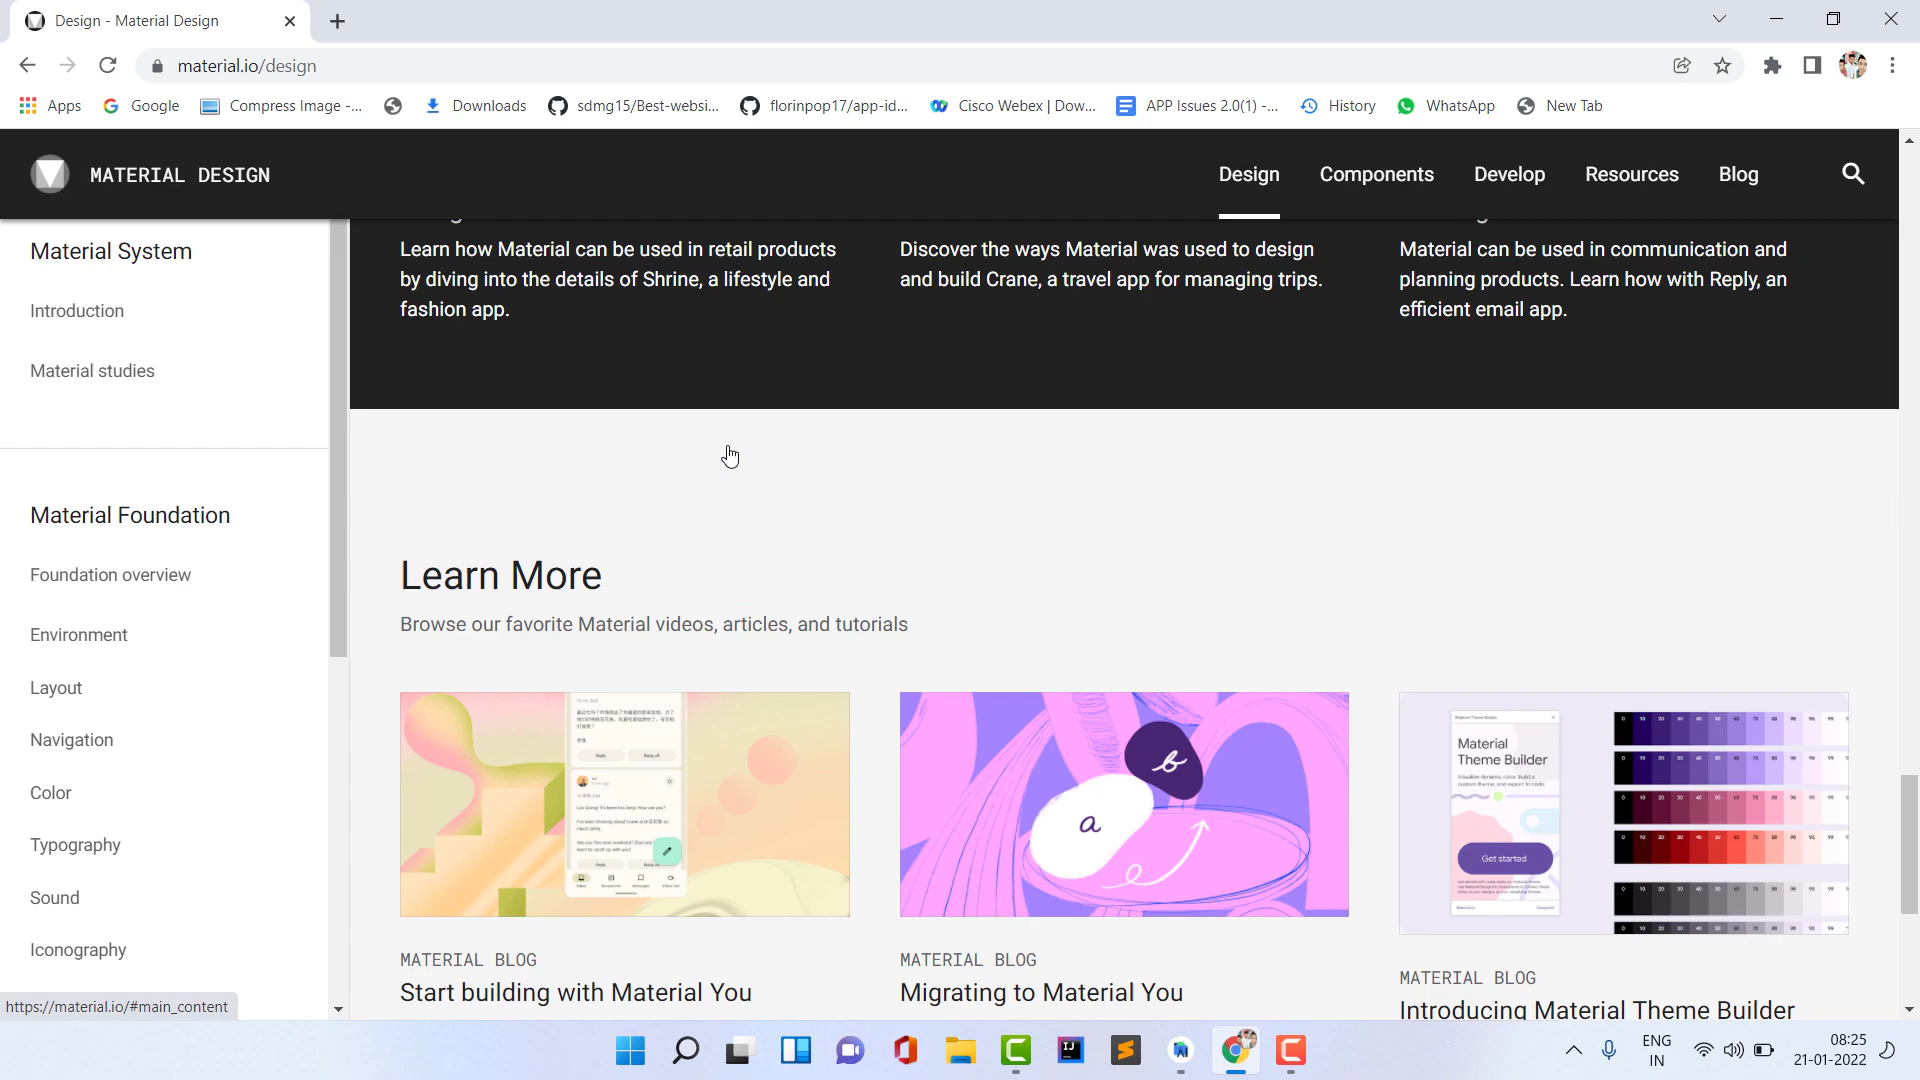 Design - Material Design
material.io/design
Apps
Google
Compress Image -...
Downloads
sdmg15/Best-websi...
florinpop17/app-id...
Cisco Webex | Dow...
APP Issues 2.0(1) -...
History
WhatsApp
New Tab
MATERIAL DESIGN
Design
Components
Develop
Resources
Blog
Material System
Introduction
Material studies
Material Foundation
Foundation overview
Environment
Layout
Navigation
Color
Typography
Sound
Iconography
https://material.io/#main_content
Learn how Material can be used in retail products
by diving into the details of Shrine, a lifestyle and
fashion app.
Discover the ways Material was used to design
and build Crane, a travel app for managing trips.
Material can be used in communication and
planning products. Learn how with Reply, an
efficient email app.
Learn More
Browse our favorite Material videos, articles, and tutorials
Reply
Reply all
a
b
Material Theme Builder
Material
Theme Builder
Get started
MATERIAL BLOG
Start building with Material You
MATERIAL BLOG
Migrating to Material You
MATERIAL BLOG
Introducing Material Theme Builder
ENG
IN
08:25
21-01-2022